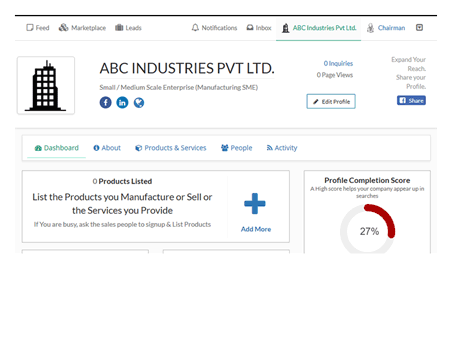 Feed Marketplace Leads Notifications Inbox ABC Industries Pvt Ltd. Chairman
ABC INDUSTRIES PVT LTD.
Small / Medium Scale Enterprise (Manufacturing SME)
0 Inquiries
0 Page Views
Edit Profile
Expand Your
Reach.
Share your
Profile.
Share
Dashboard About Products & Services People Activity
0 Products Listed
List the Products you Manufacture or Sell or
the Services you Provide
If You are busy, ask the sales people to signup & List Products
Add More
Profile Completion Score
A High score helps your company appear up in
searches
27%